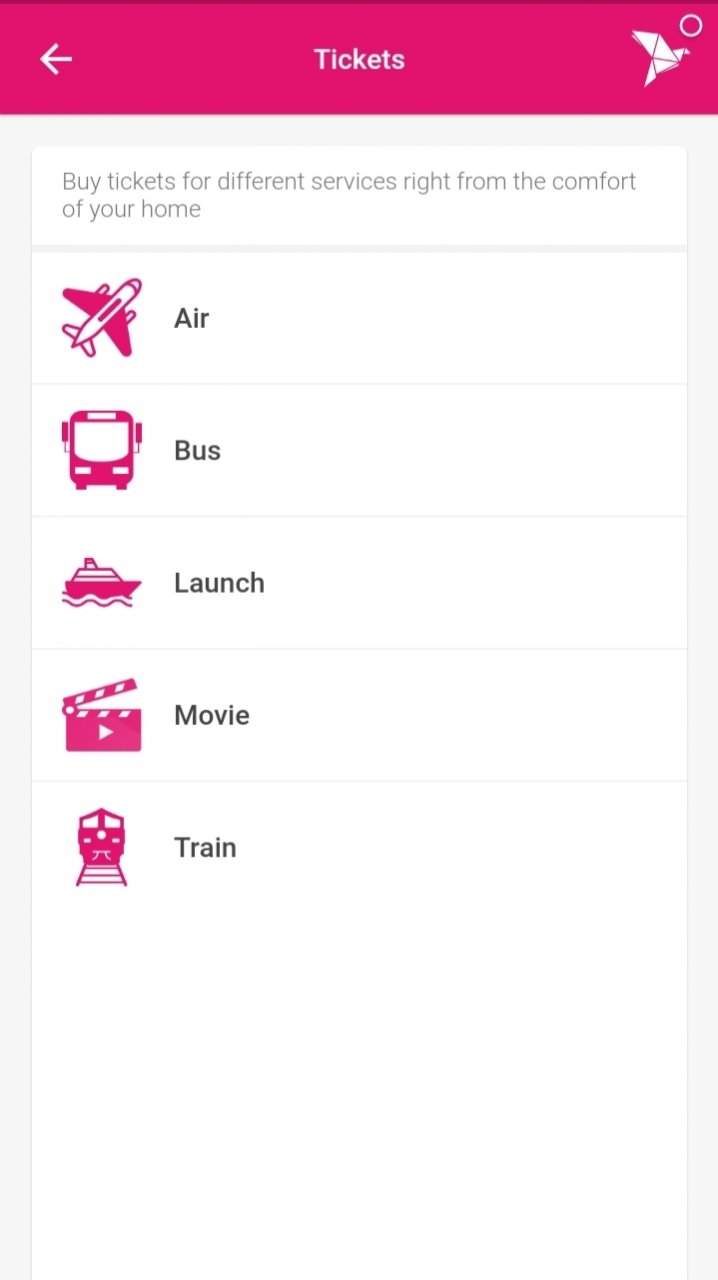 Tickets
Buy tickets for different services right from the comfort
of your home
Air
Bus
Launch
Movie
Train